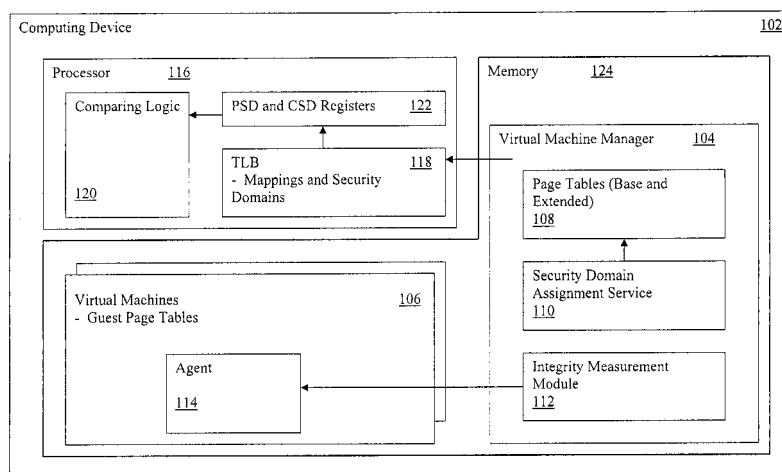 Computing Device 102
Processor 116
Comparing Logic
120
PSD and CSD Registers 122
TLB 118
- Mappings and Security
Domains
Memory 124
Virtual Machine Manager 104
Page Tables (Base and
Extended)
108
Security Domain
Assignment Service
110
Integrity Measurement
Module
112
Virtual Machines 106
- Guest Page Tables
Agent
114